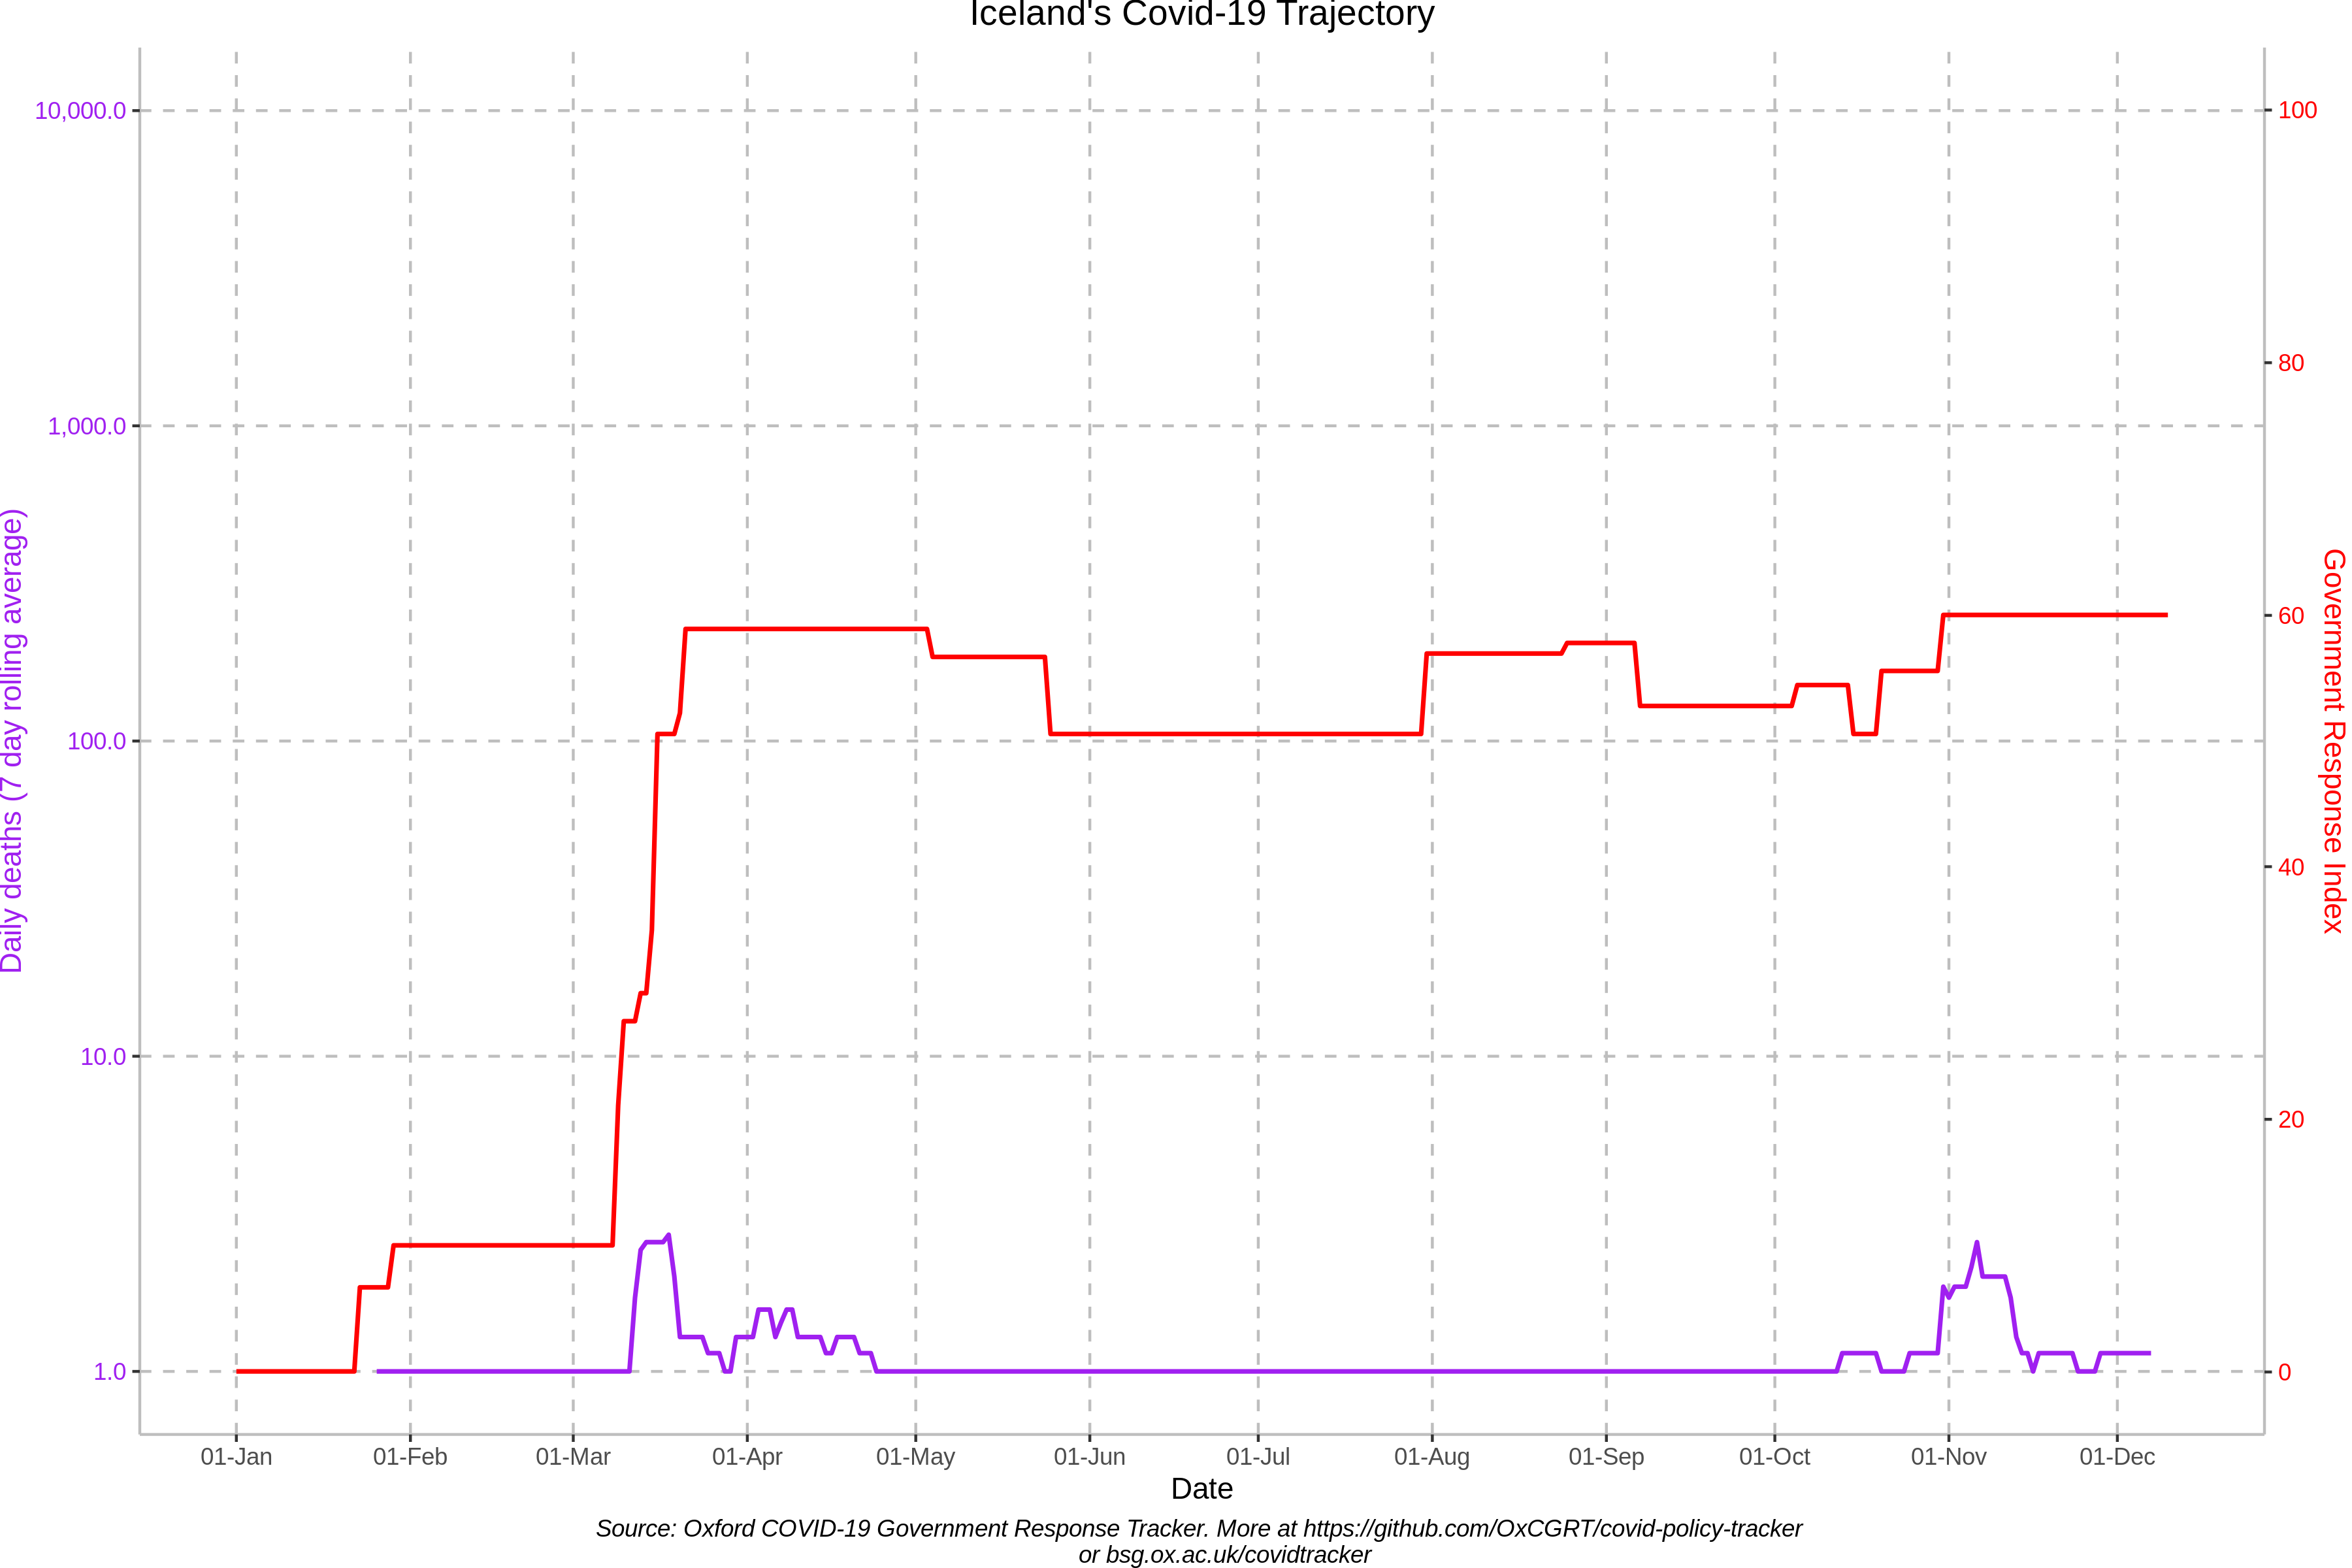 Iceland's Covid-19 Trajectory
10,000.0
1,000.0
100.0
10.0
1.0
Daily deaths (7 day rolling average)
100
80
60
40
20
0
Government Response Index
01-Jan
01-Feb
01-Mar
01-Apr
01-May
01-Jun
01-Jul
01-Aug
01-Sep
01-Oct
01-Nov
01-Dec
Date
Source: Oxford COVID-19 Government Response Tracker. More at https://github.com/OxCGRT/covid-policy-tracker
or bsg.ox.ac.uk/covidtracker